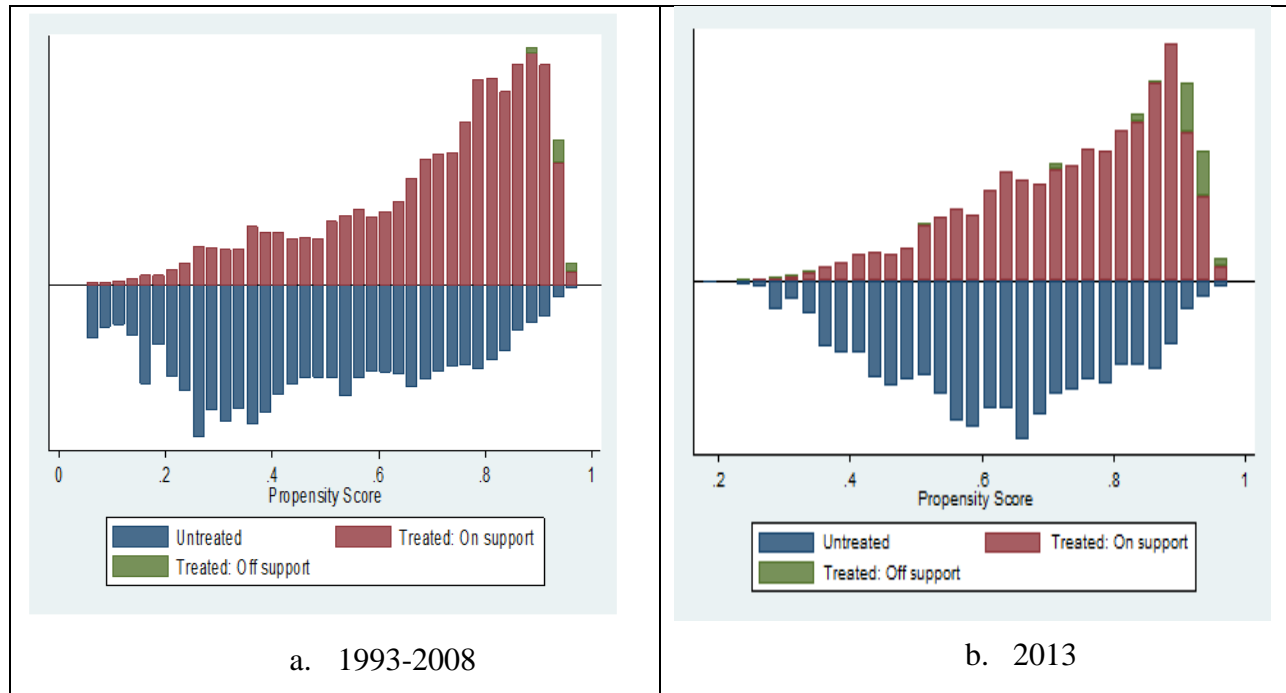 0 .2 .4 .6 .8 1
Propensity Score
Untreated Treated: On support
Treated: Off support
a. 1993-2008
.2 .4 .6 .8 1
Propensity Score
Untreated Treated: On support
Treated: Off support
b. 2013